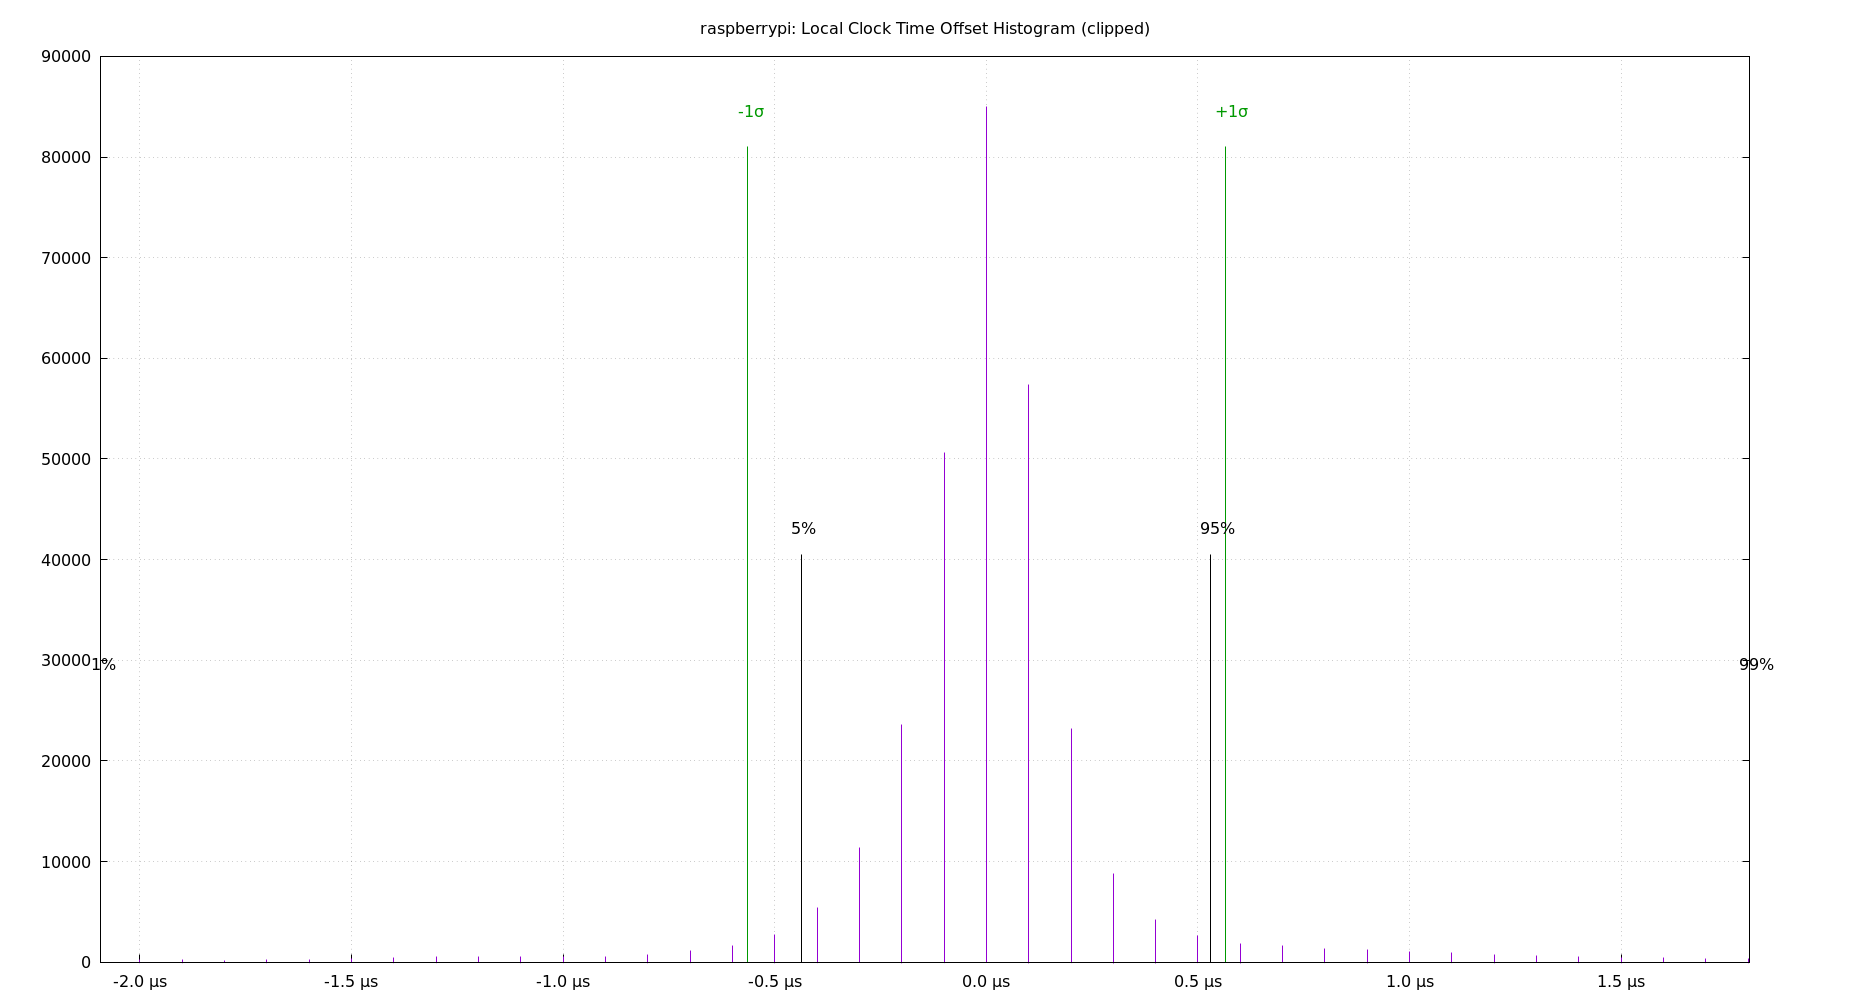 raspberrypi: Local Clock Time Offset Histogram (clipped)
90000
-1σ
+1σ
80000
70000
60000
50000
5%
95%
40000
30000
1%
99%
20000
10000
0
-2.0 µs
-1.5 µs
-1.0 µs
-0.5 µs
0.0 µs
0.5 µs
1.0 µs
1.5 µs